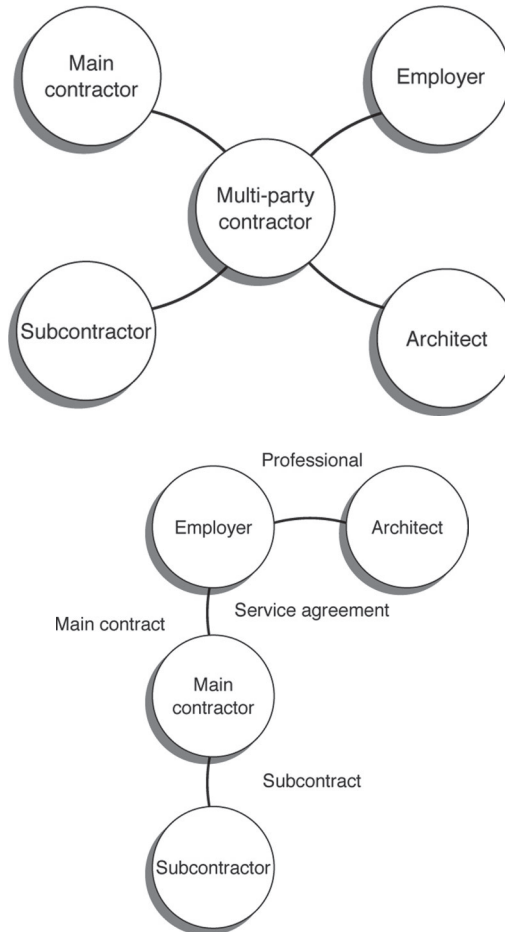 Main
contractor
Employer
Multi-party
contractor
Subcontractor
Architect
Professional
Employer
Architect
Service agreement
Main contract
Main
contractor
Subcontract
Subcontractor